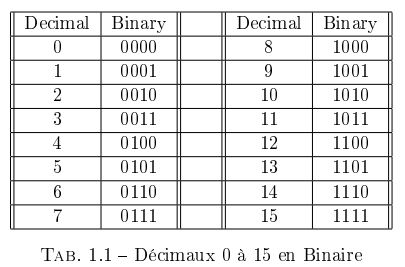 Decimal Binary Decimal Binary
0 0000 8 1000
1 0001 9 1001
2 0010 10 1010
3 0011 11 1011
4 0100 12 1100
5 0101 13 1101
6 0110 14 1110
7 0111 15 1111
TAB. 1.1 – Décimaux 0 à 15 en Binaire